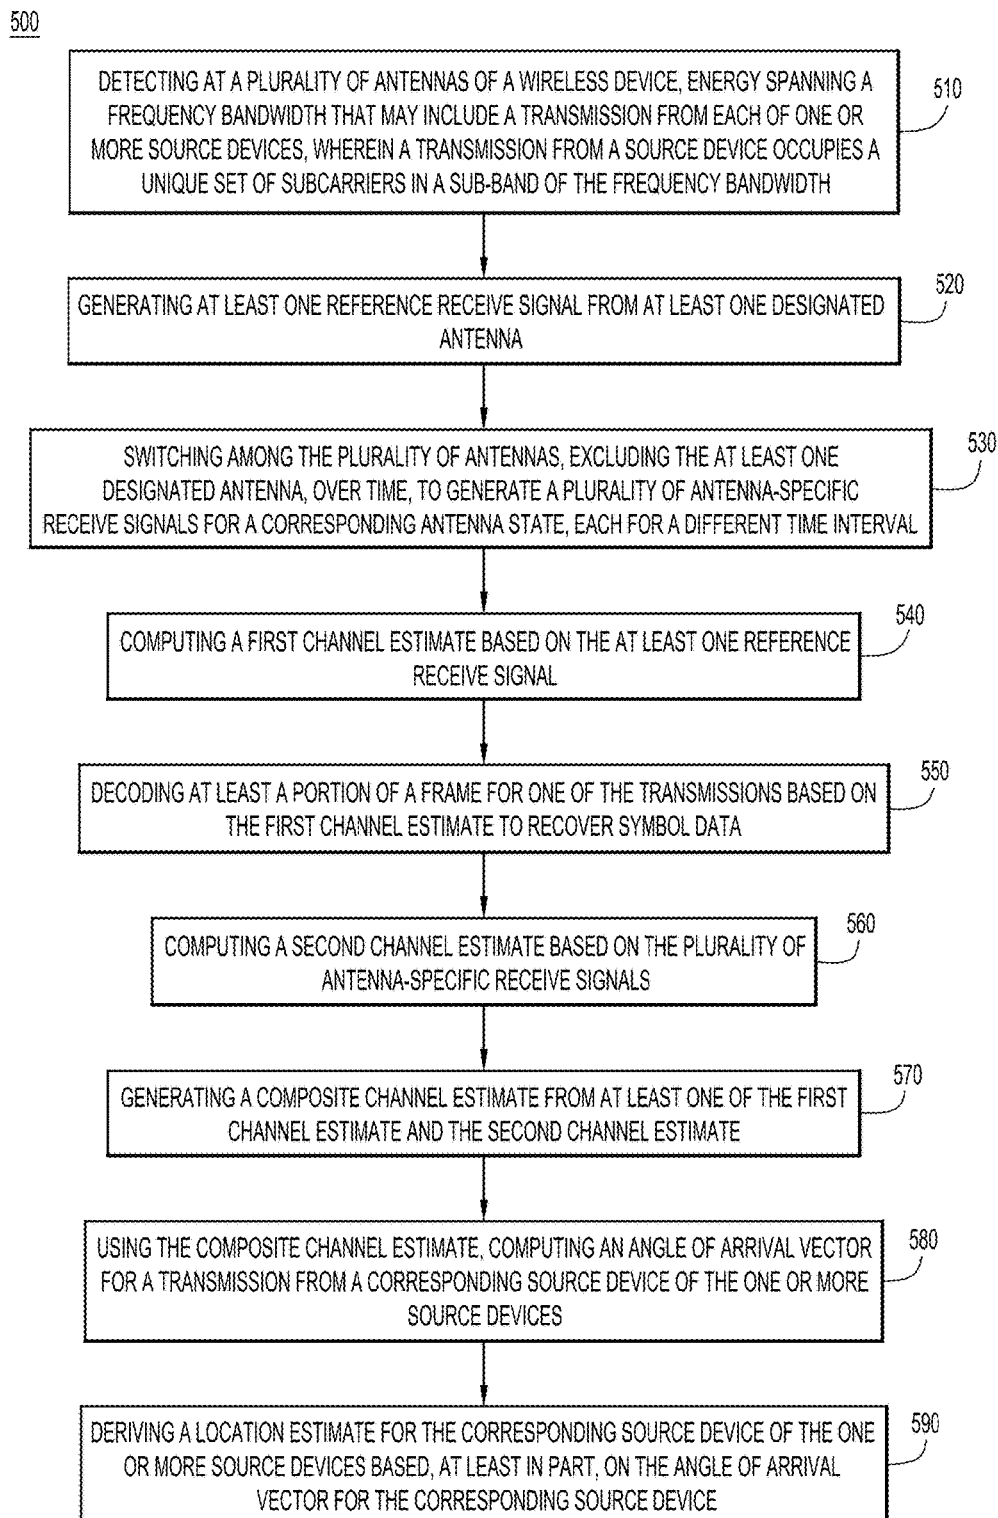 500
DETECTING AT A PLURALITY OF ANTENNAS OF A WIRELESS DEVICE, ENERGY SPANNING A
FREQUENCY BANDWIDTH THAT MAY INCLUDE A TRANSMISSION FROM EACH OF ONE OR
MORE SOURCE DEVICES, WHEREIN A TRANSMISSION FROM A SOURCE DEVICE OCCUPIES A
UNIQUE SET OF SUBCARRIERS IN A SUB-BAND OF THE FREQUENCY BANDWIDTH
510
GENERATING AT LEAST ONE REFERENCE RECEIVE SIGNAL FROM AT LEAST ONE DESIGNATED
ANTENNA
520
SWITCHING AMONG THE PLURALITY OF ANTENNAS, EXCLUDING THE AT LEAST ONE
DESIGNATED ANTENNA, OVER TIME, TO GENERATE A PLURALITY OF ANTENNA-SPECIFIC
RECEIVE SIGNALS FOR A CORRESPONDING ANTENNA STATE, EACH FOR A DIFFERENT TIME INTERVAL
530
COMPUTING A FIRST CHANNEL ESTIMATE BASED ON THE AT LEAST ONE REFERENCE
RECEIVE SIGNAL
540
DECODING AT LEAST A PORTION OF A FRAME FOR ONE OF THE TRANSMISSIONS BASED ON
THE FIRST CHANNEL ESTIMATE TO RECOVER SYMBOL DATA
550
COMPUTING A SECOND CHANNEL ESTIMATE BASED ON THE PLURALITY OF
ANTENNA-SPECIFIC RECEIVE SIGNALS
560
GENERATING A COMPOSITE CHANNEL ESTIMATE FROM AT LEAST ONE OF THE FIRST
CHANNEL ESTIMATE AND THE SECOND CHANNEL ESTIMATE
570
USING THE COMPOSITE CHANNEL ESTIMATE, COMPUTING AN ANGLE OF ARRIVAL VECTOR
FOR A TRANSMISSION FROM A CORRESPONDING SOURCE DEVICE OF THE ONE OR MORE
SOURCE DEVICES
580
DERIVING A LOCATION ESTIMATE FOR THE CORRESPONDING SOURCE DEVICE OF THE ONE
OR MORE SOURCE DEVICES BASED, AT LEAST IN PART, ON THE ANGLE OF ARRIVAL
VECTOR FOR THE CORRESPONDING SOURCE DEVICE
590